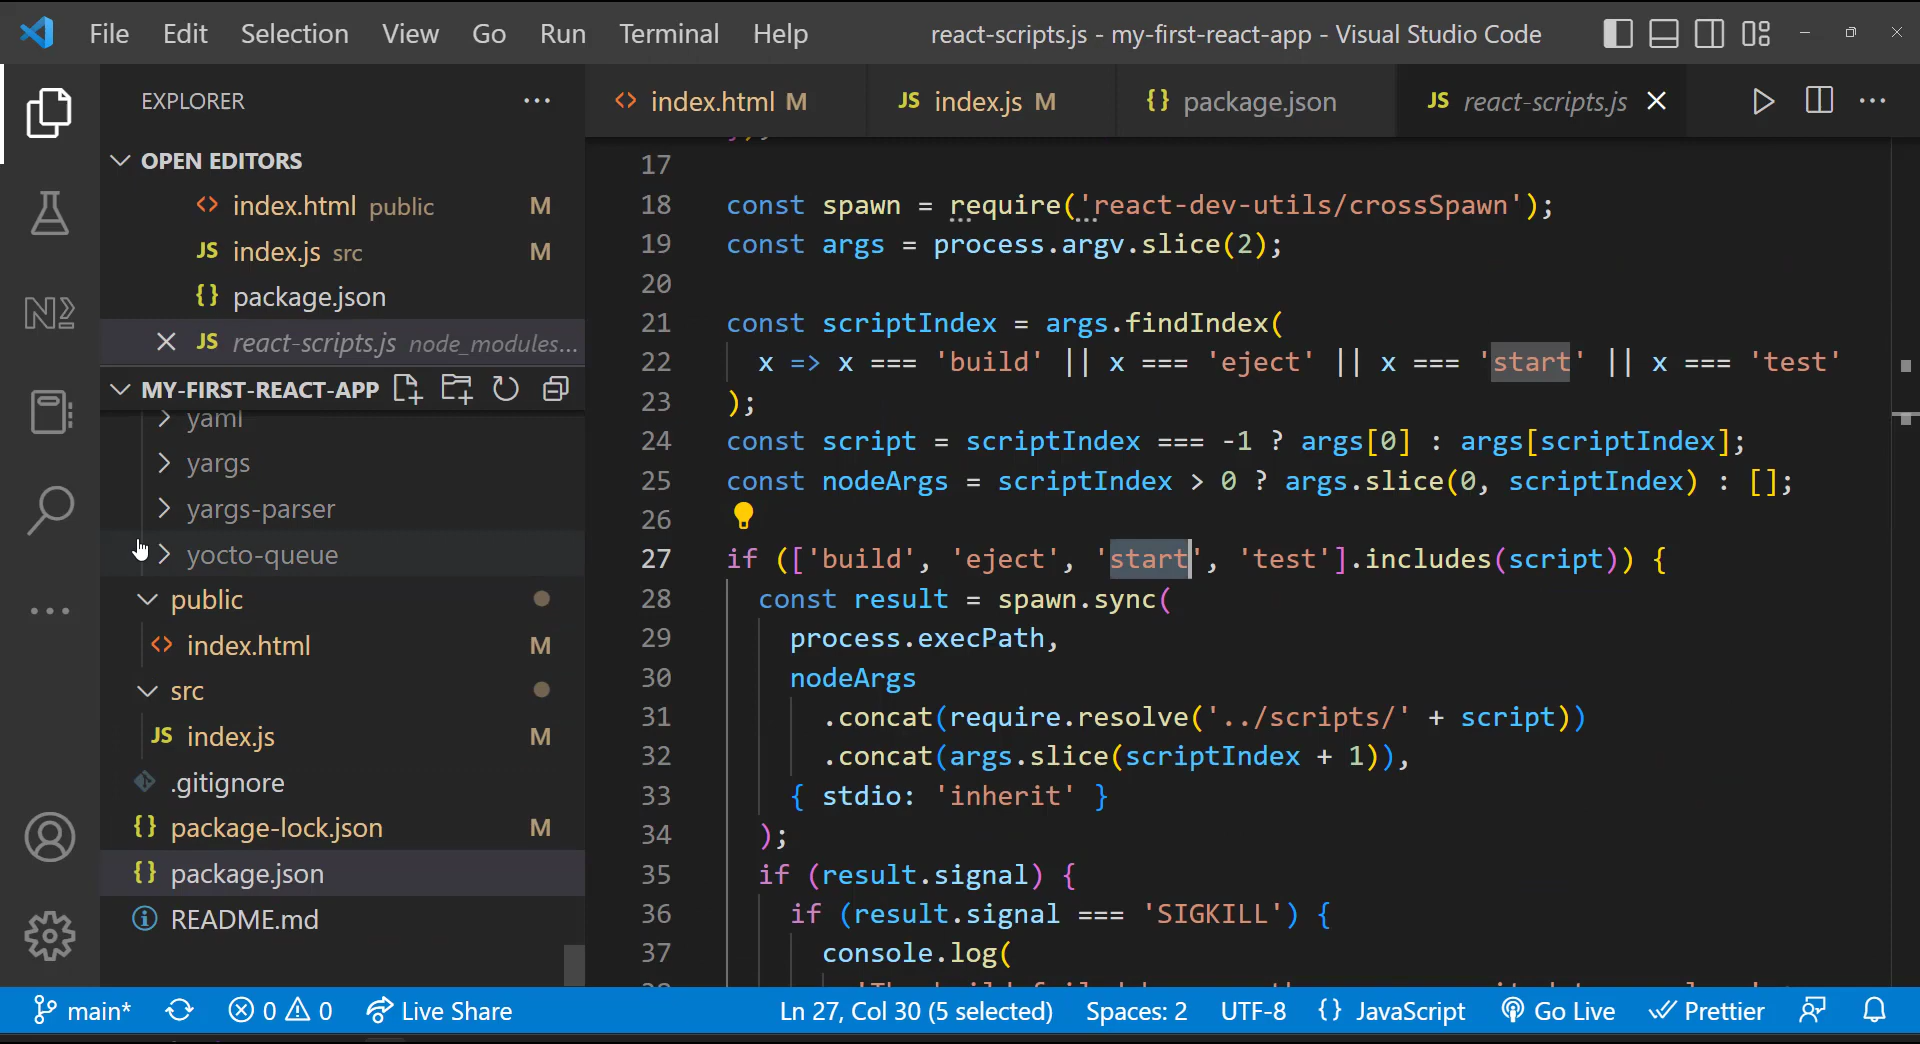 File Edit Selection View Go Run Terminal Help react-scripts.js - my-first-react-app - Visual Studio Code
EXPLORER
index.html M
JS index.js M
{} package.json
JS react-scripts.js
OPEN EDITORS
<> index.html public M
JS index.js src M
{} package.json
JS react-scripts.js node_modules...
MY-FIRST-REACT-APP
yaml
yargs
yargs-parser
yocto-queue
public
<> index.html M
src
JS index.js M
.gitignore
{} package-lock.json M
{} package.json
README.md
17
18 const spawn = require('react-dev-utils/crossSpawn');
19 const args = process.argv.slice(2);
20
21 const scriptIndex = args.findIndex(
22 x => x === 'build' || x === 'eject' || x === 'start' || x === 'test'
23 );
24 const script = scriptIndex === -1 ? args[0] : args[scriptIndex];
25 const nodeArgs = scriptIndex > 0 ? args.slice(0, scriptIndex) : [];
26
27 if (['build', 'eject', 'start', 'test'].includes(script)) {
28 const result = spawn.sync(
29 process.execPath,
30 nodeArgs
31 .concat(require.resolve('../scripts/' + script))
32 .concat(args.slice(scriptIndex + 1)),
33 { stdio: 'inherit' }
34 );
35 if (result.signal) {
36 if (result.signal === 'SIGKILL') {
37 console.log(
main* 0 0 Live Share Ln 27, Col 30 (5 selected) Spaces: 2 UTF-8 {} JavaScript Go Live Prettier